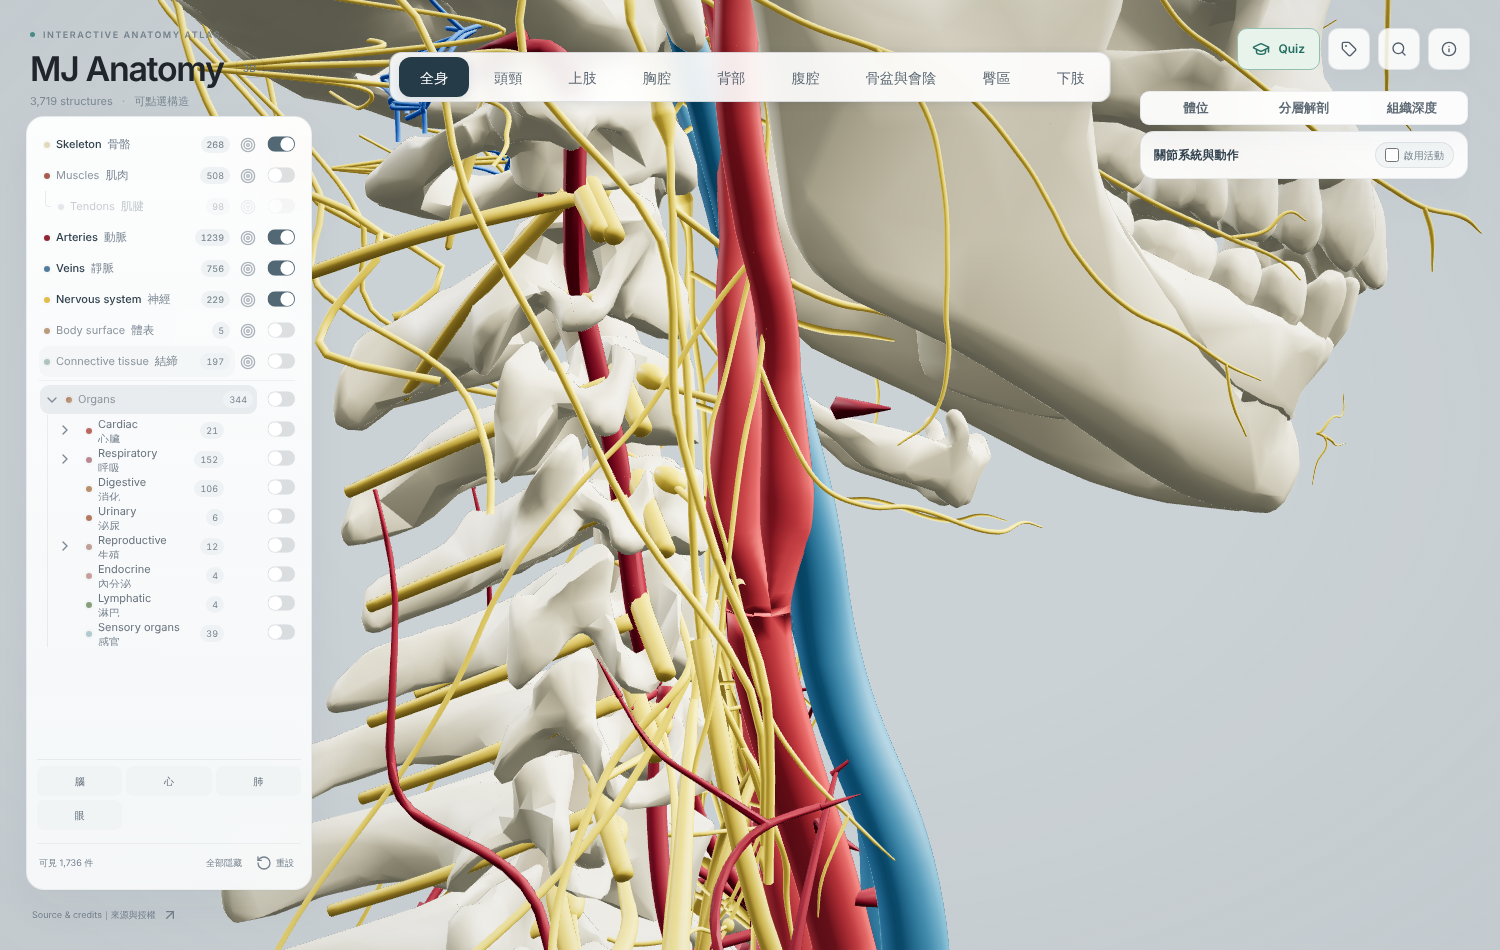 INTERACTIVE ANATOMY ATLAS
MJ Anatomy
3,719 structures · 可點選構造
全身 頭頸 上肢 胸腔 背部 腹腔 骨盆與會陰 臀區 下肢
Quiz
體位 分層解剖 組織深度
關節系統與動作 啟用活動
Skeleton 骨骼 268
Muscles 肌肉 508
Tendons 肌腱 98
Arteries 動脈 1239
Veins 靜脈 756
Nervous system 神經 229
Body surface 體表 5
Connective tissue 結締 197
Organs 344
Cardiac 21
心臟
Respiratory 152
呼吸
Digestive 106
消化
Urinary 6
泌尿
Reproductive 12
生殖
Endocrine 4
內分泌
Lymphatic 4
淋巴
Sensory organs 39
感官
腦 心 肺
眼
可見 1,736 件 全部隱藏 重設
Source & credits | 來源與授權